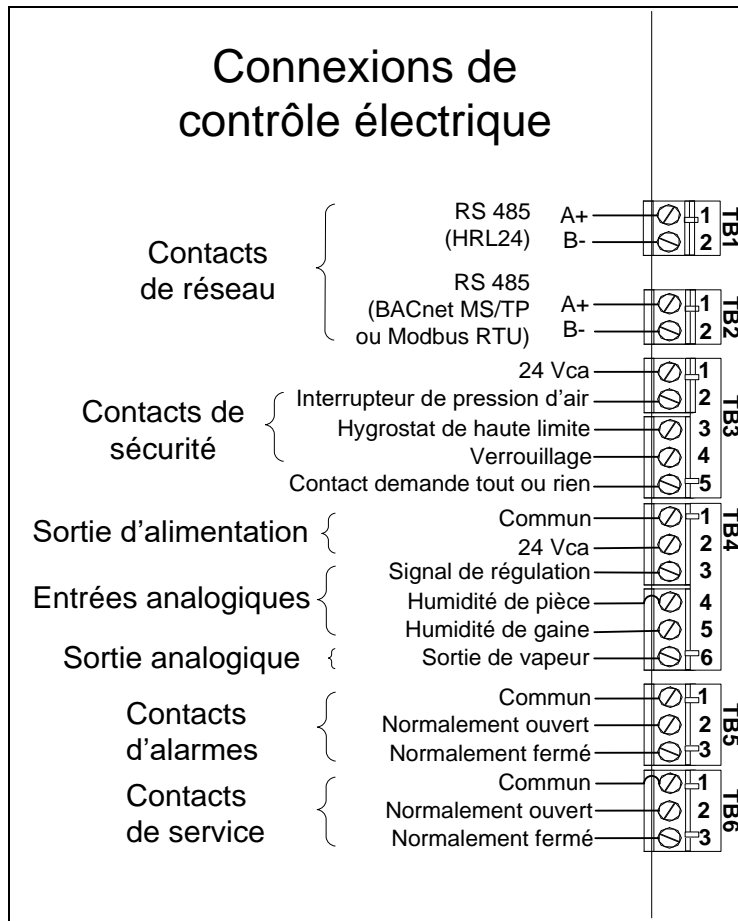 Connexions de
contrôle électrique
Contacts
de réseau
RS 485
(HRL24)
A+
B-
1
2
TB1
RS 485
(BACnet MS/TP
ou Modbus RTU)
A+
B-
1
2
TB2
Contacts de
sécurité
24 Vca
1
Interrupteur de pression d'air
2
Hygrostat de haute limite
3
Verrouillage
4
Contact demande tout ou rien
5
TB3
Sortie d'alimentation
Commun
1
24 Vca
2
Entrées analogiques
Signal de régulation
3
Humidité de pièce
4
Humidité de gaine
5
Sortie analogique
Sortie de vapeur
6
TB4
Contacts
d'alarmes
Commun
1
Normalement ouvert
2
Normalement fermé
3
TB5
Contacts
de service
Commun
1
Normalement ouvert
2
Normalement fermé
3
TB6